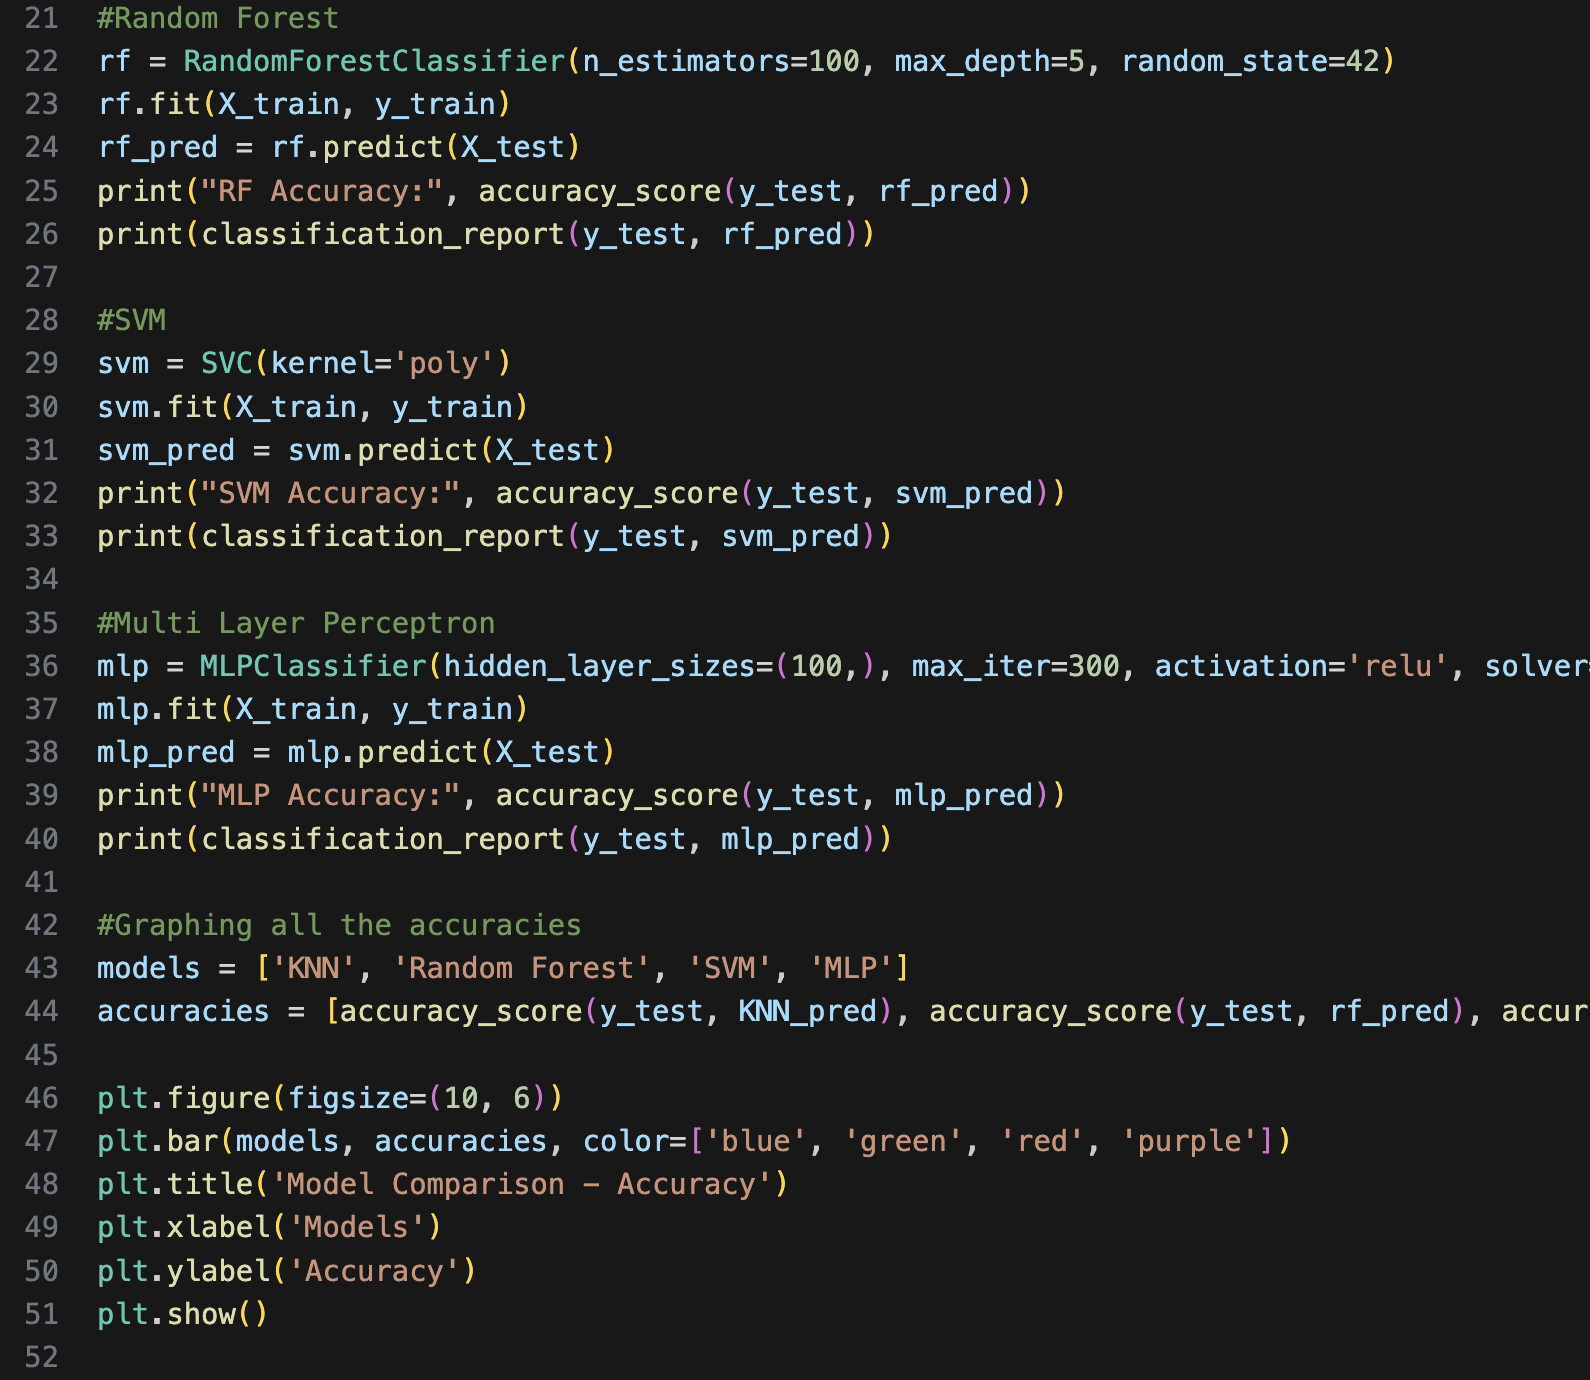 21 #Random Forest
22 rf = RandomForestClassifier(n_estimators=100, max_depth=5, random_state=42)
23 rf.fit(X_train, y_train)
24 rf_pred = rf.predict(X_test)
25 print("RF Accuracy:", accuracy_score(y_test, rf_pred))
26 print(classification_report(y_test, rf_pred))
27
28 #SVM
29 svm = SVC(kernel='poly')
30 svm.fit(X_train, y_train)
31 svm_pred = svm.predict(X_test)
32 print("SVM Accuracy:", accuracy_score(y_test, svm_pred))
33 print(classification_report(y_test, svm_pred))
34
35 #Multi Layer Perceptron
36 mlp = MLPClassifier(hidden_layer_sizes=(100,), max_iter=300, activation='relu', solver=
37 mlp.fit(X_train, y_train)
38 mlp_pred = mlp.predict(X_test)
39 print("MLP Accuracy:", accuracy_score(y_test, mlp_pred))
40 print(classification_report(y_test, mlp_pred))
41
42 #Graphing all the accuracies
43 models = ['KNN', 'Random Forest', 'SVM', 'MLP']
44 accuracies = [accuracy_score(y_test, KNN_pred), accuracy_score(y_test, rf_pred), accur
45
46 plt.figure(figsize=(10, 6))
47 plt.bar(models, accuracies, color=['blue', 'green', 'red', 'purple'])
48 plt.title('Model Comparison - Accuracy')
49 plt.xlabel('Models')
50 plt.ylabel('Accuracy')
51 plt.show()
52